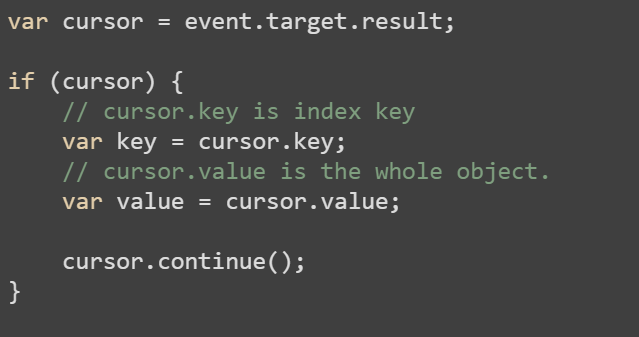 var cursor = event.target.result;

if (cursor) {
    // cursor.key is index key
    var key = cursor.key;
    // cursor.value is the whole object.
    var value = cursor.value;

    cursor.continue();
}